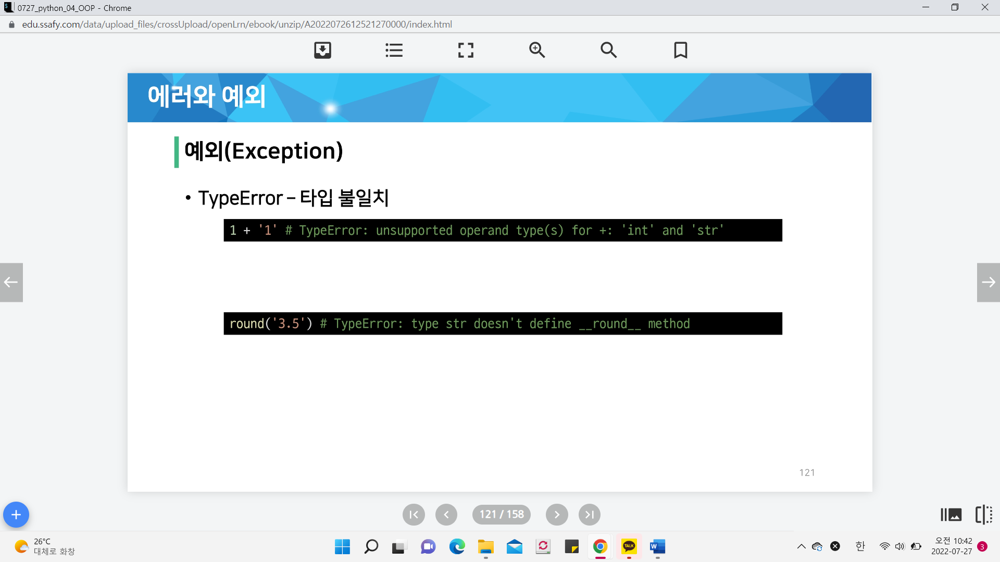 0727_python_04_OOP - Chrome
edu.ssafy.com/data/upload_files/crossUpload/openLrn/ebook/unzip/A2022072612521270000/index.html
에러와 예외
예외(Exception)
• TypeError – 타입 불일치
1 + '1' # TypeError: unsupported operand type(s) for +: 'int' and 'str'
round('3.5') # TypeError: type str doesn't define __round__ method
121
121 / 158
26°C
대체로 화창
TALK
W
한
오전 10:42
2022-07-27
3